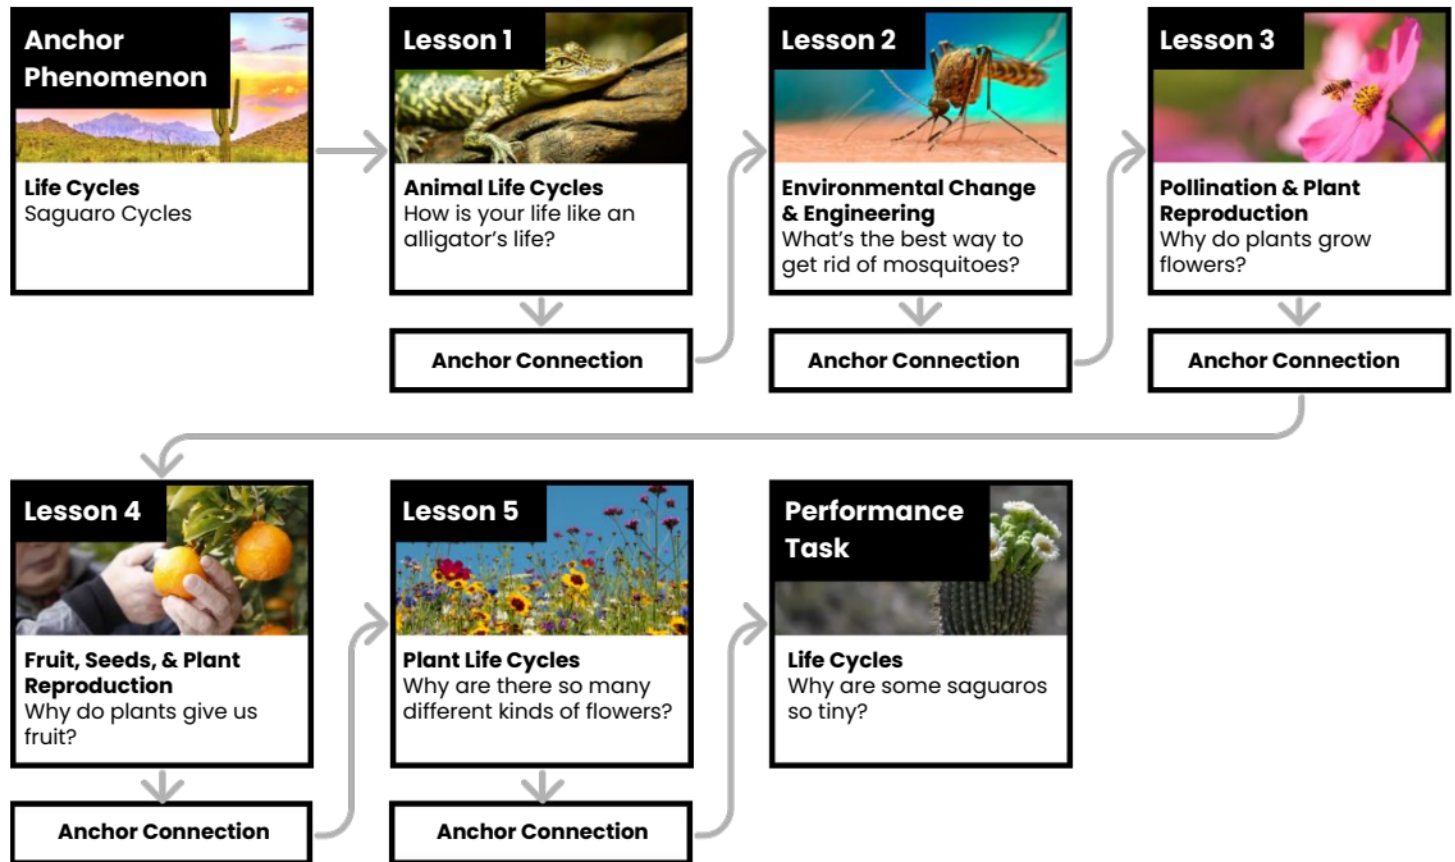 Anchor
Phenomenon
Life Cycles
Saguaro Cycles
Lesson 1
Animal Life Cycles
How is your life like an
alligator's life?
Anchor Connection
Lesson 2
Environmental Change
& Engineering
What's the best way to
get rid of mosquitoes?
Anchor Connection
Lesson 3
Pollination & Plant
Reproduction
Why do plants grow
flowers?
Anchor Connection
Lesson 4
Fruit, Seeds, & Plant
Reproduction
Why do plants give us
fruit?
Anchor Connection
Lesson 5
Plant Life Cycles
Why are there so many
different kinds of flowers?
Anchor Connection
Performance
Task
Life Cycles
Why are some saguaros
so tiny?